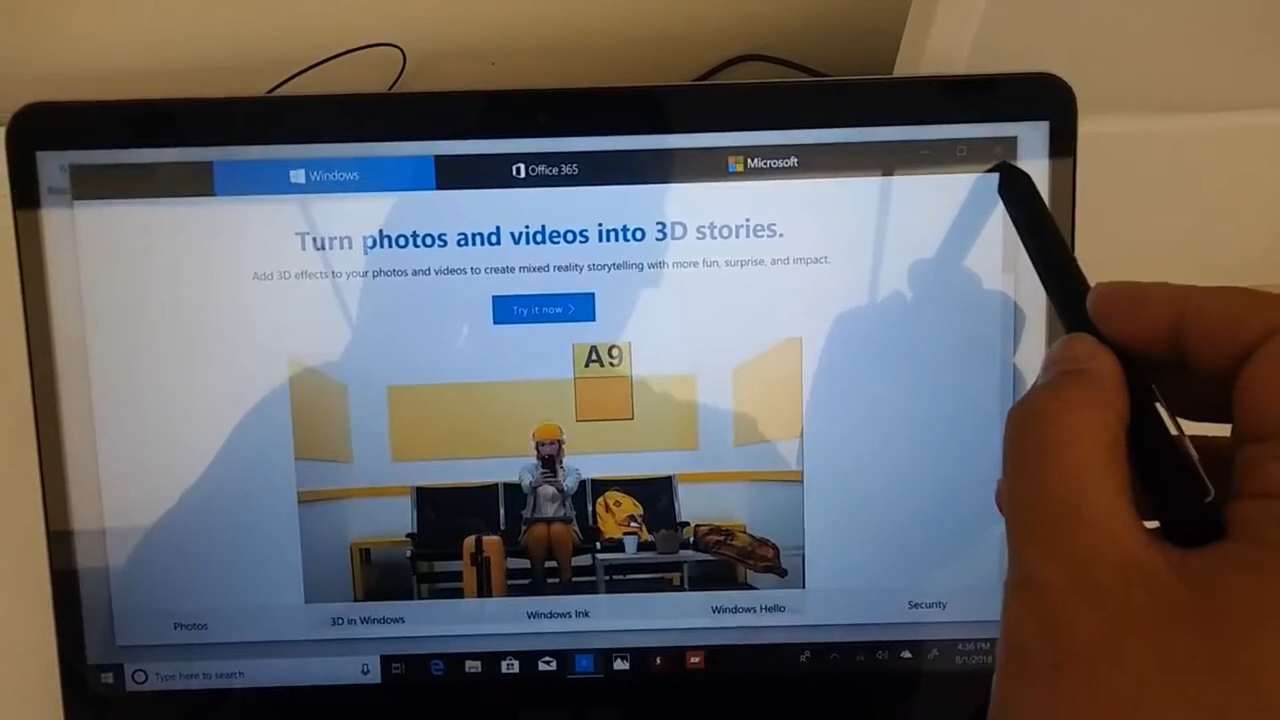 Windows
Office 365
Microsoft
Turn photos and videos into 3D stories.
Add 3D effects to your photos and videos to create mixed reality storytelling with more fun, surprise, and impact.
Try it now >
A9
Photos
3D in Windows
Windows Ink
Windows Hello
Security
Type here to search
4:36 PM
8/1/2018